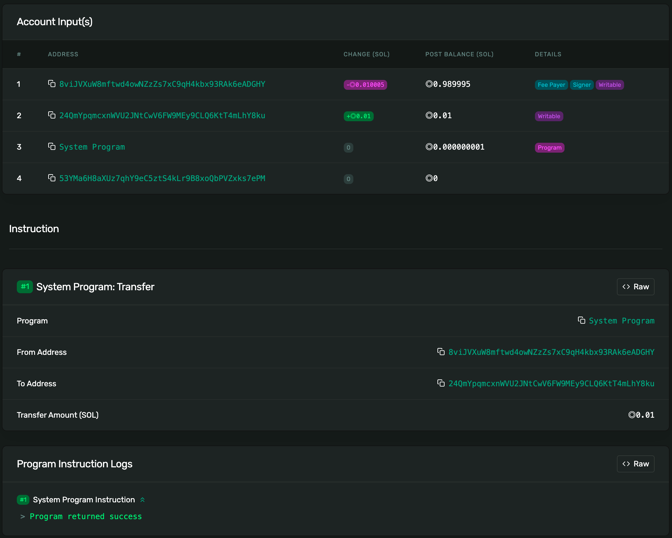 Account Input(s)
# ADDRESS CHANGE (SOL) POST BALANCE (SOL) DETAILS
1 8viJVXuW8mftwd4owNZzZs7xC9qH4kbx93RAk6eADGHY -◎0.010005 ◎0.989995 Fee Payer Signer Writable
2 24QmYpqmcxnWVU2JNtCwV6FW9MEy9CLQ6KtT4mLhY8ku +◎0.01 ◎0.01 Writable
3 System Program 0 ◎0.000000001 Program
4 53YMa6H8aXUz7qhY9eC5ztS4kLr9B8xoQbPVZxks7ePM 0 ◎0
Instruction
#1 System Program: Transfer <> Raw
Program System Program
From Address 8viJVXuW8mftwd4owNZzZs7xC9qH4kbx93RAk6eADGHY
To Address 24QmYpqmcxnWVU2JNtCwV6FW9MEy9CLQ6KtT4mLhY8ku
Transfer Amount (SOL) ◎0.01
Program Instruction Logs <> Raw
#1 System Program Instruction
> Program returned success